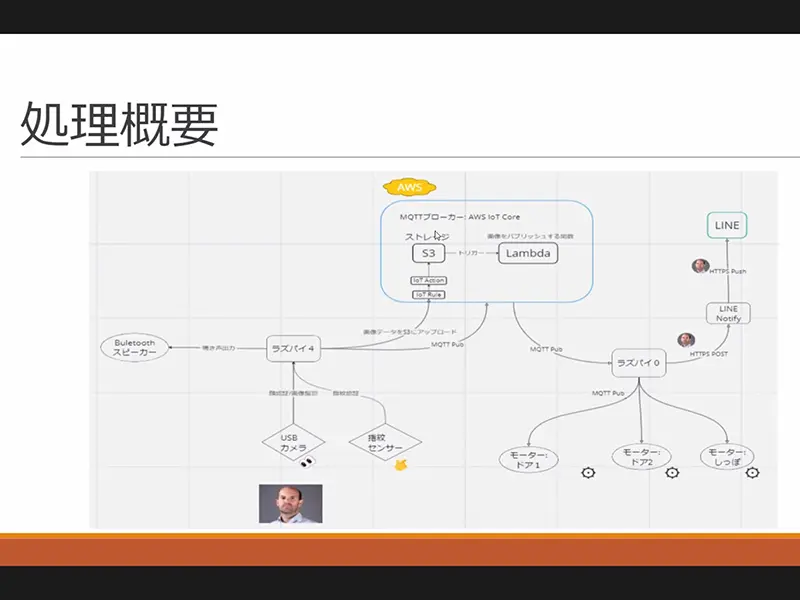 処理概要
AWS
MQTTブローカー: AWS IoT Core
ストレージ
画像をパブリッシュする関数
S3
トリガー
Lambda
IoT Action
IoT Rule
LINE
HTTPS Push
LINE
Notify
HTTPS POST
画像データをS3にアップロード
MQTT Pub
MQTT Pub
Buletooth
スピーカー
鳴き声出力
ラズパイ4
ラズパイ0
MQTT Pub
指紋認証
USB
カメラ
指紋
センサー
モーター:
ドア1
モーター:
ドア2
モーター:
しっぽ